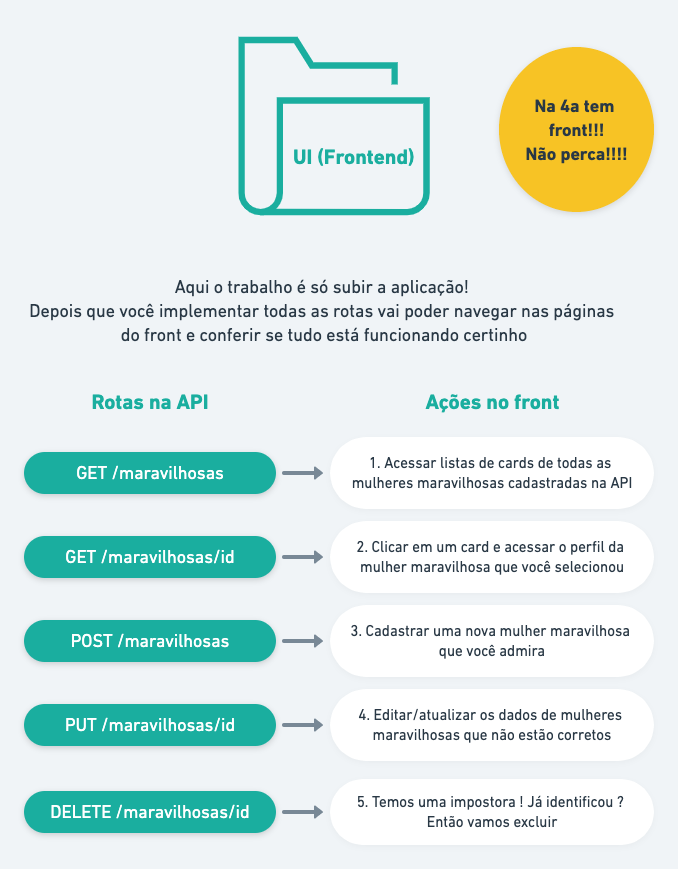 UI (Frontend)
Na 4a tem
front!!!
Não perca!!!!
Aqui o trabalho é só subir a aplicação!
Depois que você implementar todas as rotas vai poder navegar nas páginas
do front e conferir se tudo está funcionando certinho
Rotas na API
Ações no front
GET /maravilhosas
1. Acessar listas de cards de todas as
mulheres maravilhosas cadastradas na API
GET /maravilhosas/id
2. Clicar em um card e acessar o perfil da
mulher maravilhosa que você selecionou
POST /maravilhosas
3. Cadastrar uma nova mulher maravilhosa
que você admira
PUT /maravilhosas/id
4. Editar/atualizar os dados de mulheres
maravilhosas que não estão corretos
DELETE /maravilhosas/id
5. Temos uma impostora ! Já identificou ?
Então vamos excluir